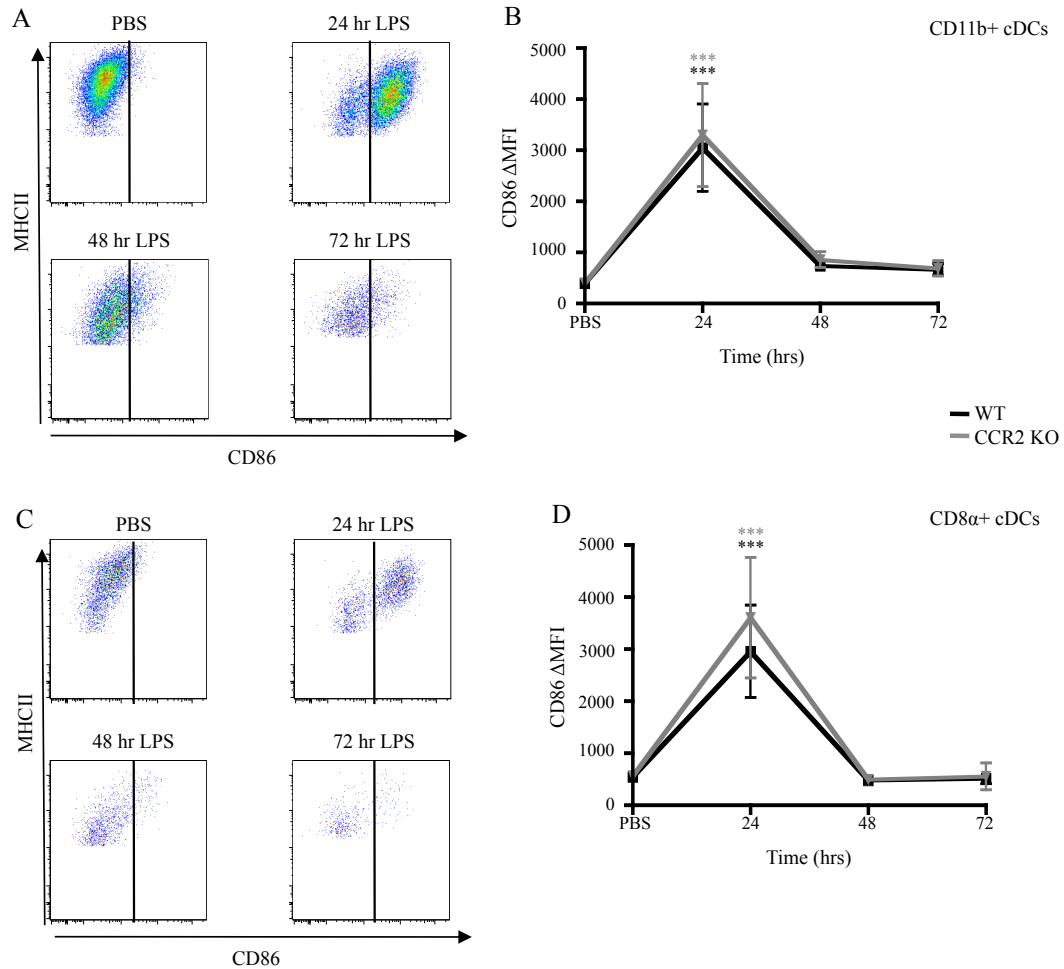 A
PBS
24 hr LPS
48 hr LPS
72 hr LPS
MHCII
CD86
B
CD11b+ cDCs
***
***
CD86 ΔMFI
5000
4000
3000
2000
1000
0
PBS
24
48
72
Time (hrs)
WT
CCR2 KO
C
PBS
24 hr LPS
48 hr LPS
72 hr LPS
MHCII
CD86
D
CD8α+ cDCs
***
***
CD86 ΔMFI
5000
4000
3000
2000
1000
0
PBS
24
48
72
Time (hrs)